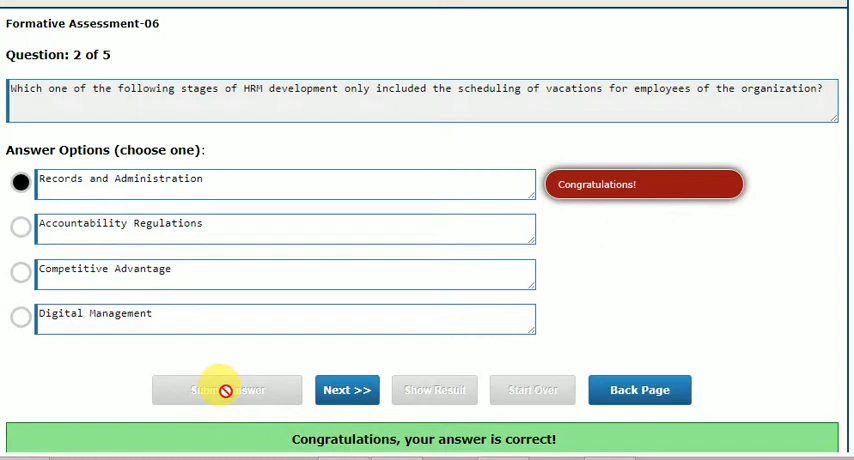 Formative Assessment-06
Question: 2 of 5
Which one of the following stages of HRM development only included the scheduling of vacations for employees of the organization?
Answer Options (choose one):
Records and Administration
Congratulations!
Accountability Regulations
Competitive Advantage
Digital Management
Submit Answer Next >> Show Result Start Over Back Page
Congratulations, your answer is correct!